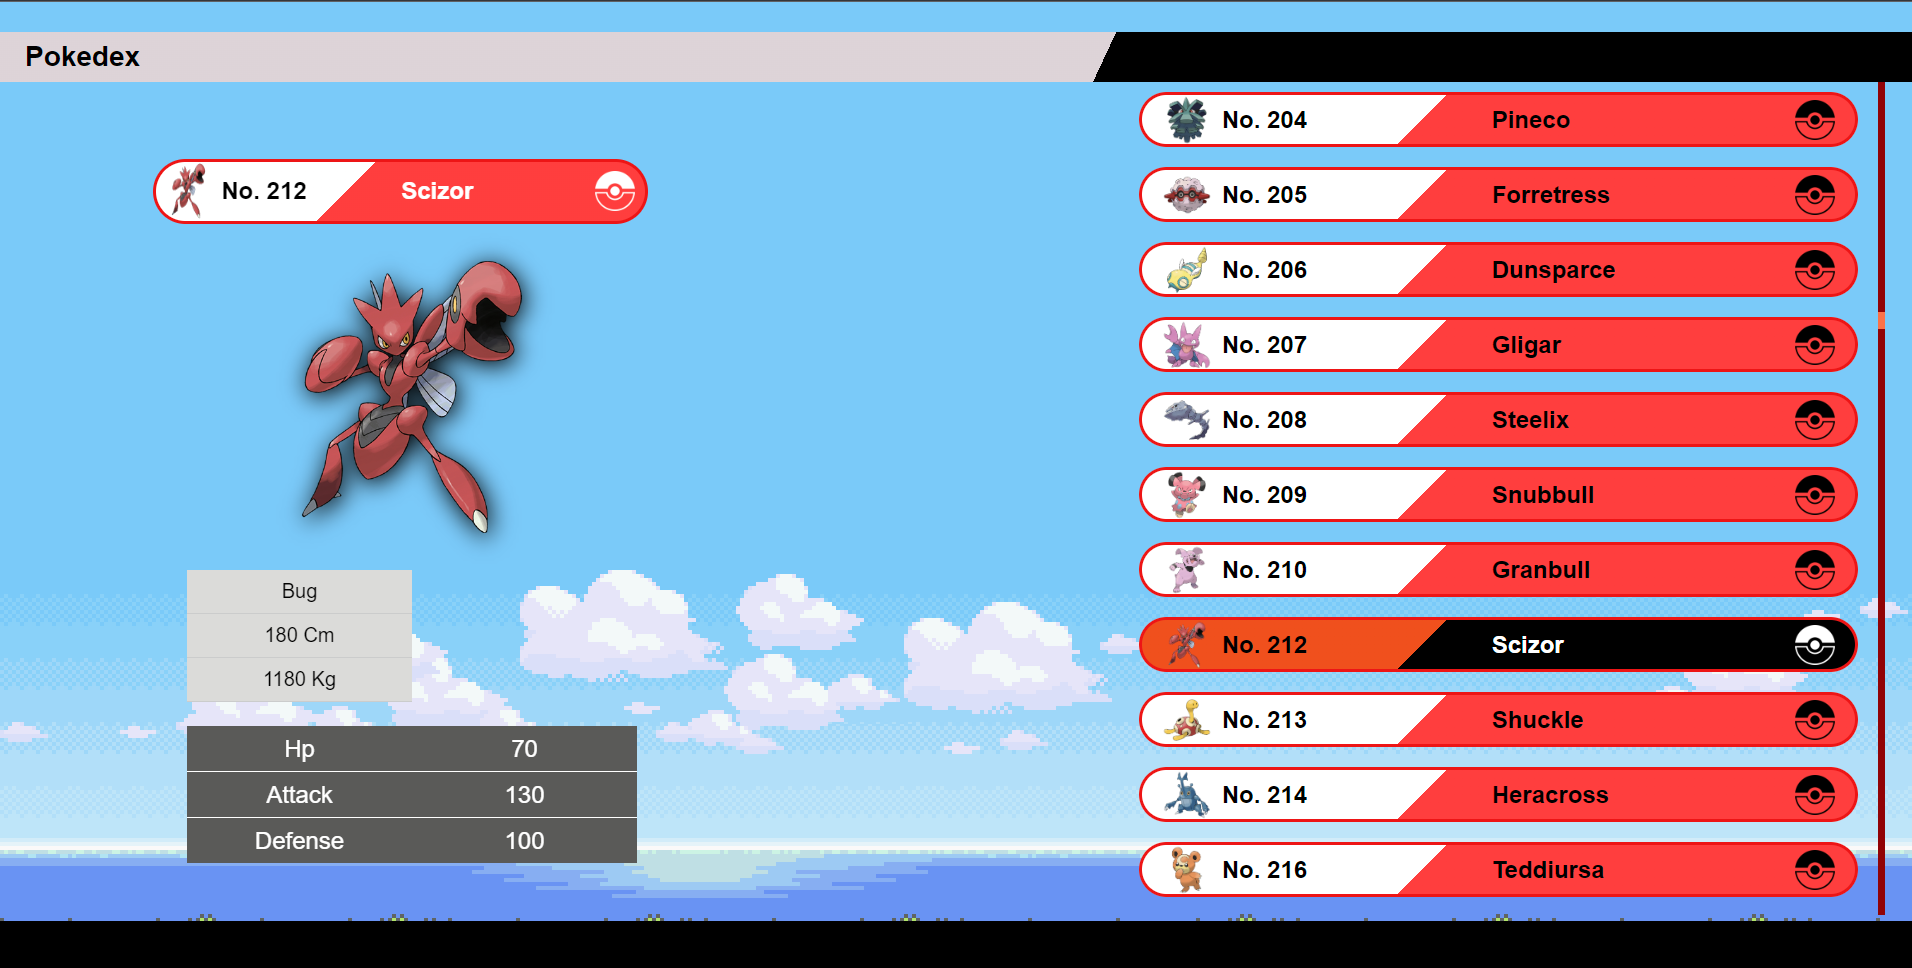 Pokedex
No. 212 Scizor
Bug
180 Cm
1180 Kg
Hp 70
Attack 130
Defense 100
No. 204 Pineco
No. 205 Forretress
No. 206 Dunsparce
No. 207 Gligar
No. 208 Steelix
No. 209 Snubbull
No. 210 Granbull
No. 212 Scizor
No. 213 Shuckle
No. 214 Heracross
No. 216 Teddiursa